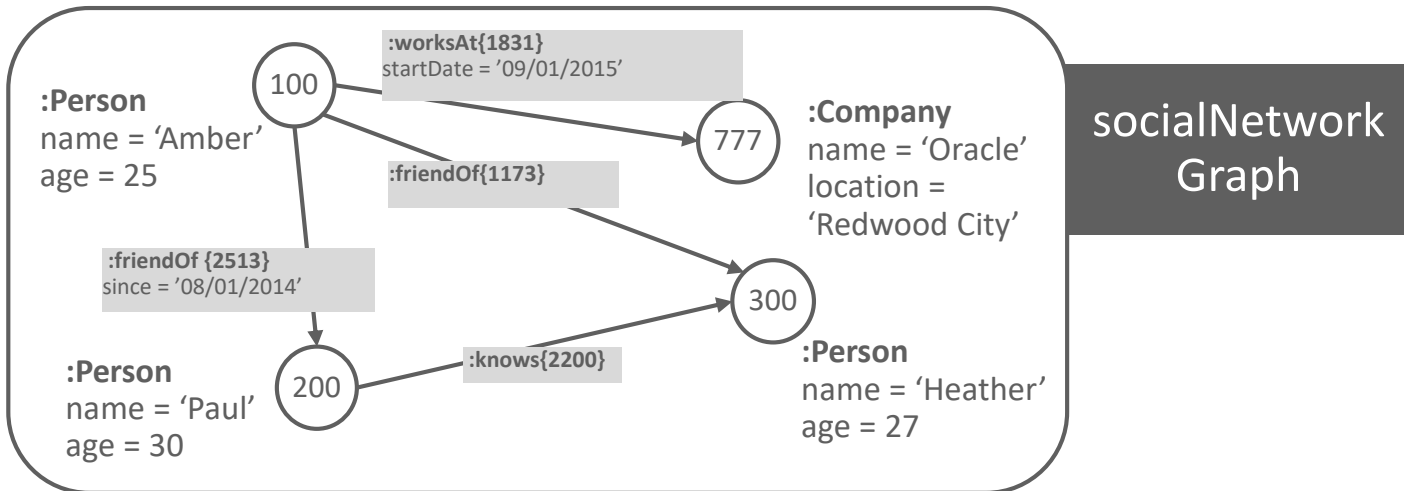 :worksAt{1831}
startDate = ’09/01/2015’
100
:Person
name = ‘Amber’
age = 25
777
:Company
name = ‘Oracle’
location =
‘Redwood City’
socialNetwork
Graph
:friendOf{1173}
:friendOf {2513}
since = ’08/01/2014’
300
:knows{2200}
:Person
name = ‘Paul’
age = 30
200
:Person
name = ‘Heather’
age = 27